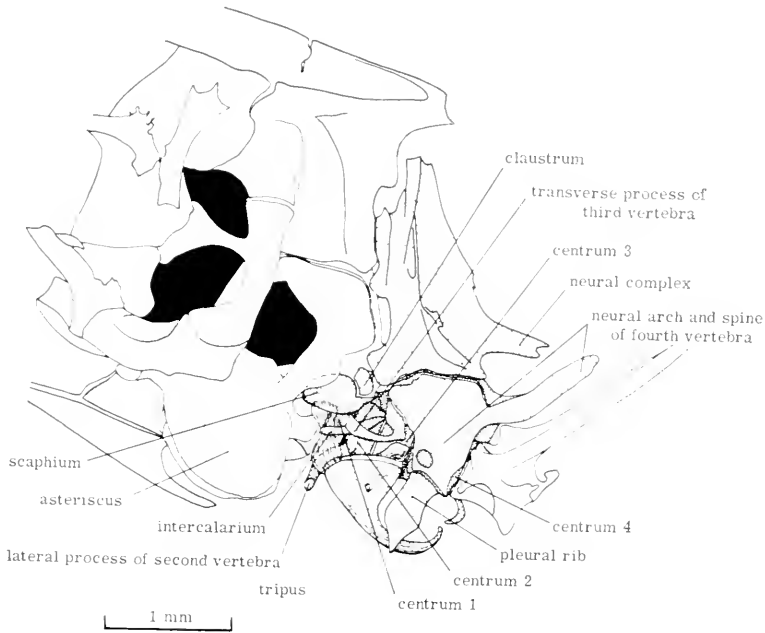 claustrum
transverse process of
third vertebra
centrum 3
neural complex
neural arch and spine
of fourth vertebra
scaphium
asteriscus
intercalarium
lateral process of second vertebra
tripus
centrum 4
pleural rib
centrum 2
centrum 1
1 mm